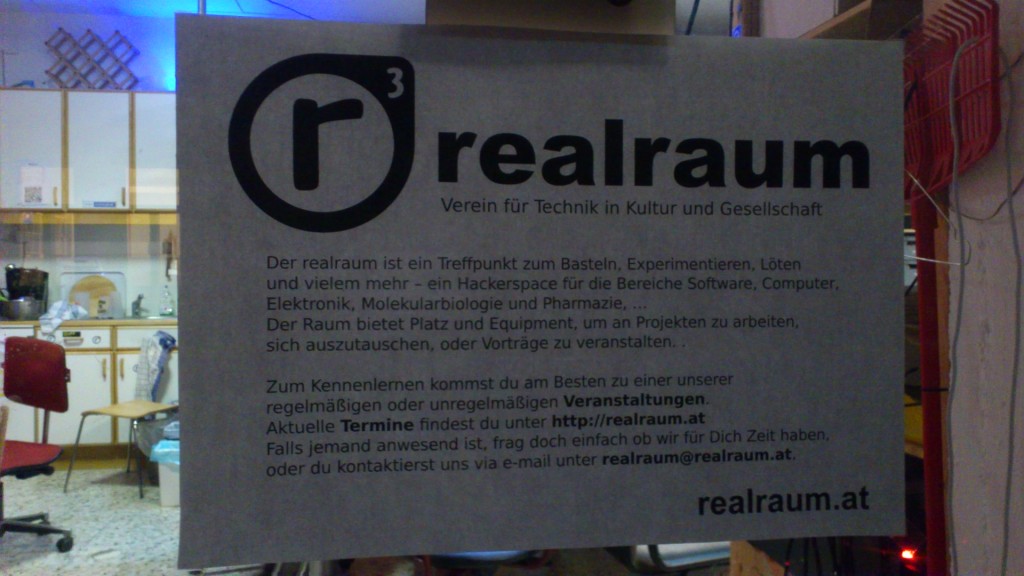 r3
realraum
Verein für Technik in Kultur und Gesellschaft
Der realraum ist ein Treffpunkt zum Basteln, Experimentieren, Löten
und vielem mehr – ein Hackerspace für die Bereiche Software, Computer,
Elektronik, Molekularbiologie und Pharmazie, ...
Der Raum bietet Platz und Equipment, um an Projekten zu arbeiten,
sich auszutauschen, oder Vorträge zu veranstalten. .
Zum Kennenlernen kommst du am Besten zu einer unserer
regelmäßigen oder unregelmäßigen Veranstaltungen.
Aktuelle Termine findest du unter http://realraum.at
Falls jemand anwesend ist, frag doch einfach ob wir für Dich Zeit haben,
oder du kontaktierst uns via e-mail unter realraum@realraum.at.
realraum.at